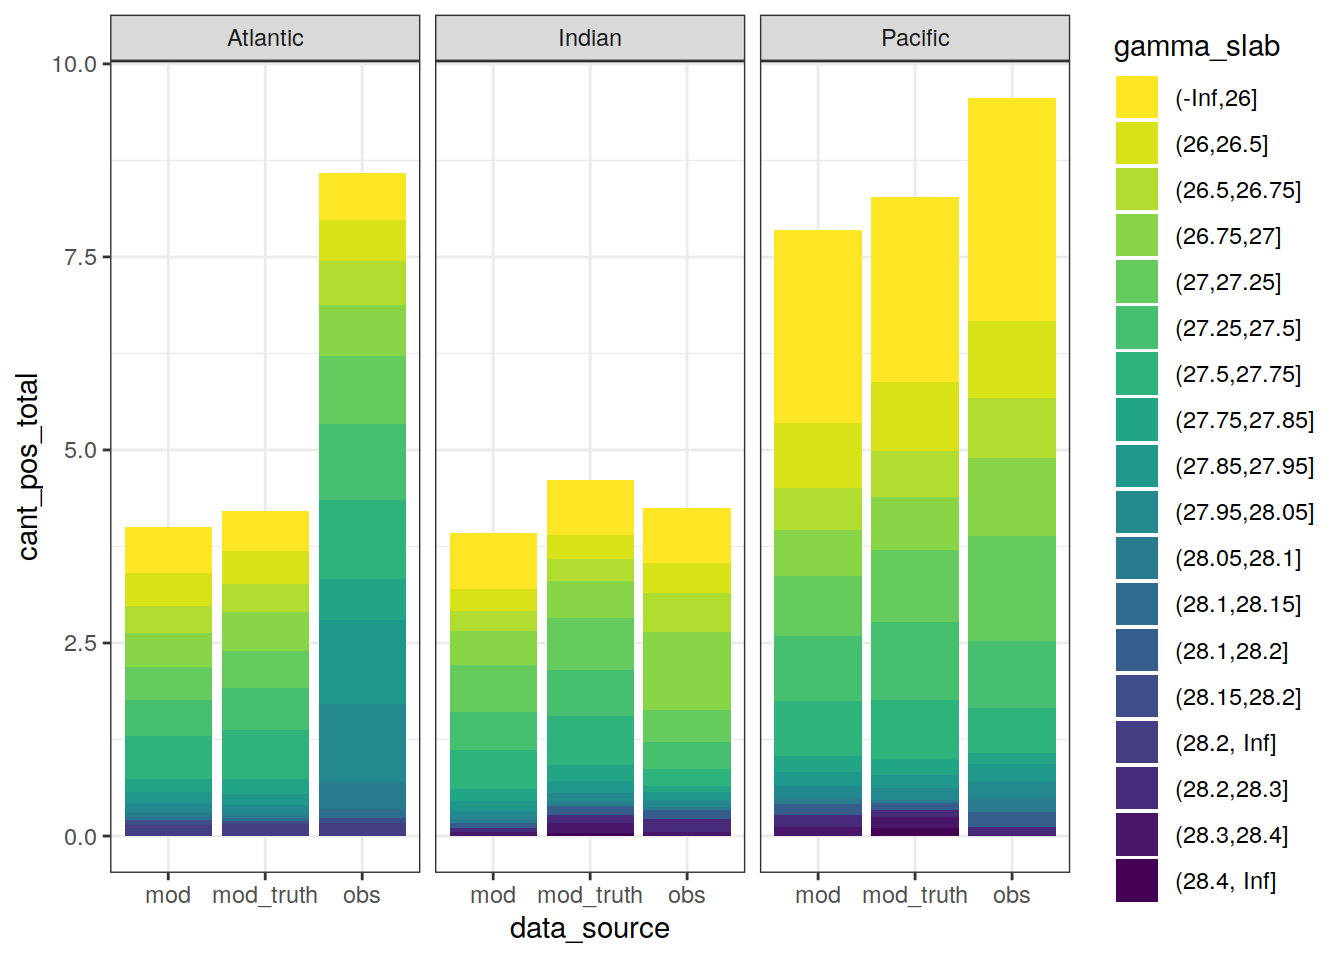 Atlantic
Indian
Pacific
10.0
7.5
5.0
2.5
0.0
cant_pos_total
mod mod_truth obs
mod mod_truth obs
mod mod_truth obs
data_source
gamma_slab
(-Inf,26]
(26,26.5]
(26.5,26.75]
(26.75,27]
(27,27.25]
(27.25,27.5]
(27.5,27.75]
(27.75,27.85]
(27.85,27.95]
(27.95,28.05]
(28.05,28.1]
(28.1,28.15]
(28.1,28.2]
(28.15,28.2]
(28.2, Inf]
(28.2,28.3]
(28.3,28.4]
(28.4, Inf]